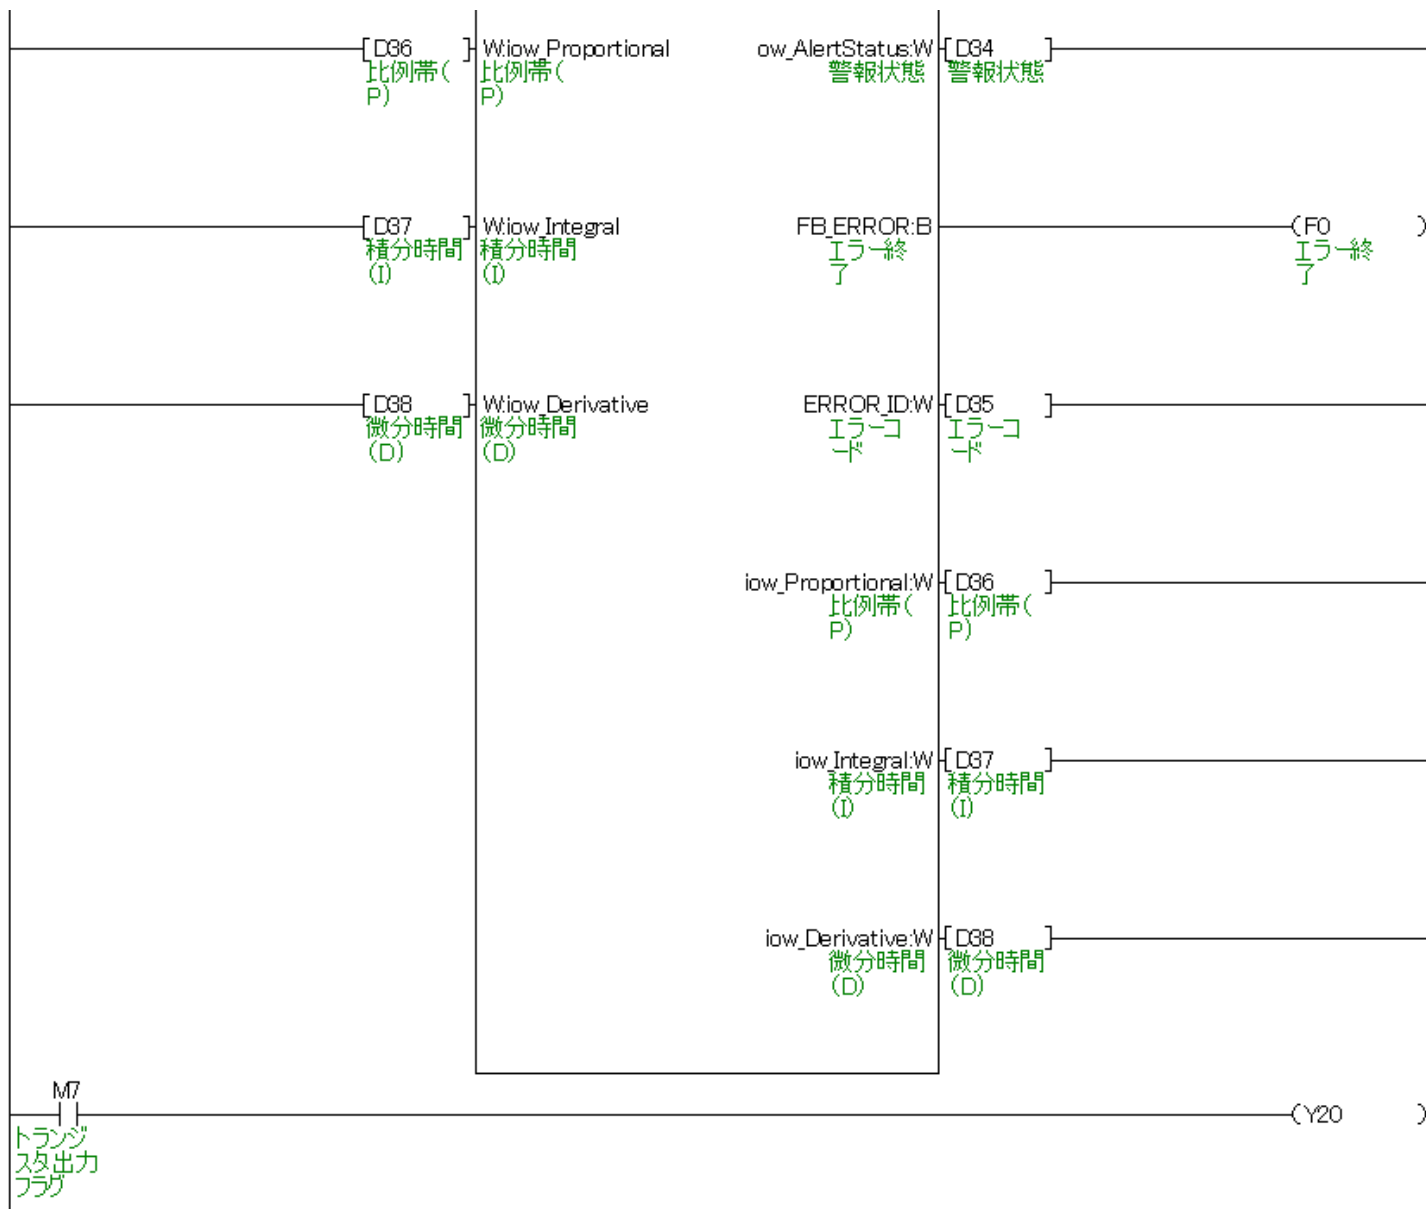 [ D36 ] W:iow_Proportional ow_AlertStatus:W [ D34 ]
比例帯( 比例帯( 警報状態 警報状態
P) P)
[ D37 ] W:iow_Integral FB_ERROR:B (F0 )
積分時間 積分時間 エラー終 エラー終
(I) (I) 了 了
[ D38 ] W:iow_Derivative ERROR_ID:W [ D35 ]
微分時間 微分時間 エラーコ エラーコ
(D) (D) ード ード
iow_Proportional:W [ D36 ]
比例帯( 比例帯(
P) P)
iow_Integral:W [ D37 ]
積分時間 積分時間
(I) (I)
iow_Derivative:W [ D38 ]
微分時間 微分時間
(D) (D)
M7
(Y20 )
トランジ
スタ出力
フラグ